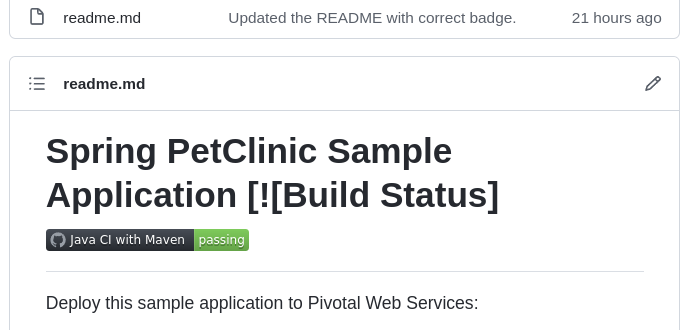 readme.md Updated the README with correct badge. 21 hours ago
readme.md
Spring PetClinic Sample
Application [![Build Status]
Java CI with Maven passing
Deploy this sample application to Pivotal Web Services: